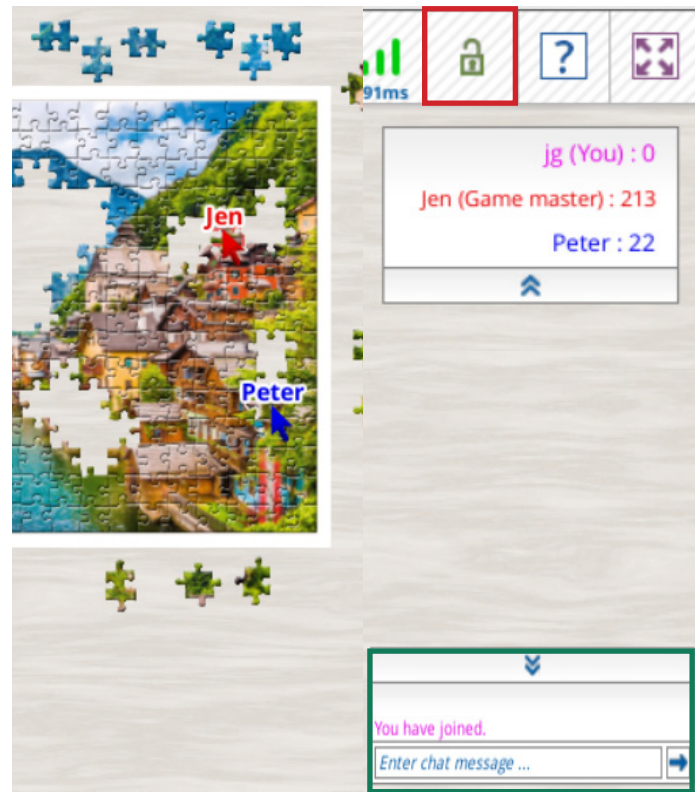 Jen
Peter
91ms
?
jg (You) : 0
Jen (Game master) : 213
Peter : 22
You have joined.
Enter chat message ...